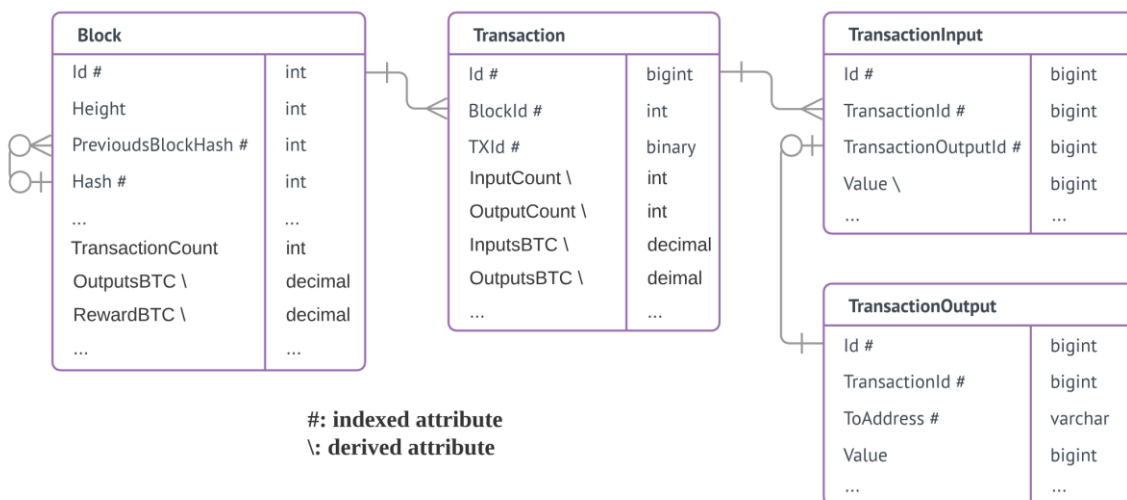 Block
Id # int
Height int
PrevioudsBlockHash # int
Hash # int
... ...
TransactionCount int
OutputsBTC \ decimal
RewardBTC \ decimal
... ...
Transaction
Id # bigint
BlockId # int
TXId # binary
InputCount \ int
OutputCount \ int
InputsBTC \ decimal
OutputsBTC \ deimal
... ...
TransactionInput
Id # bigint
TransactionId # bigint
TransactionOutputId # bigint
Value \ bigint
... ...
TransactionOutput
Id # bigint
TransactionId # bigint
ToAddress # varchar
Value bigint
... ...
#: indexed attribute
\: derived attribute